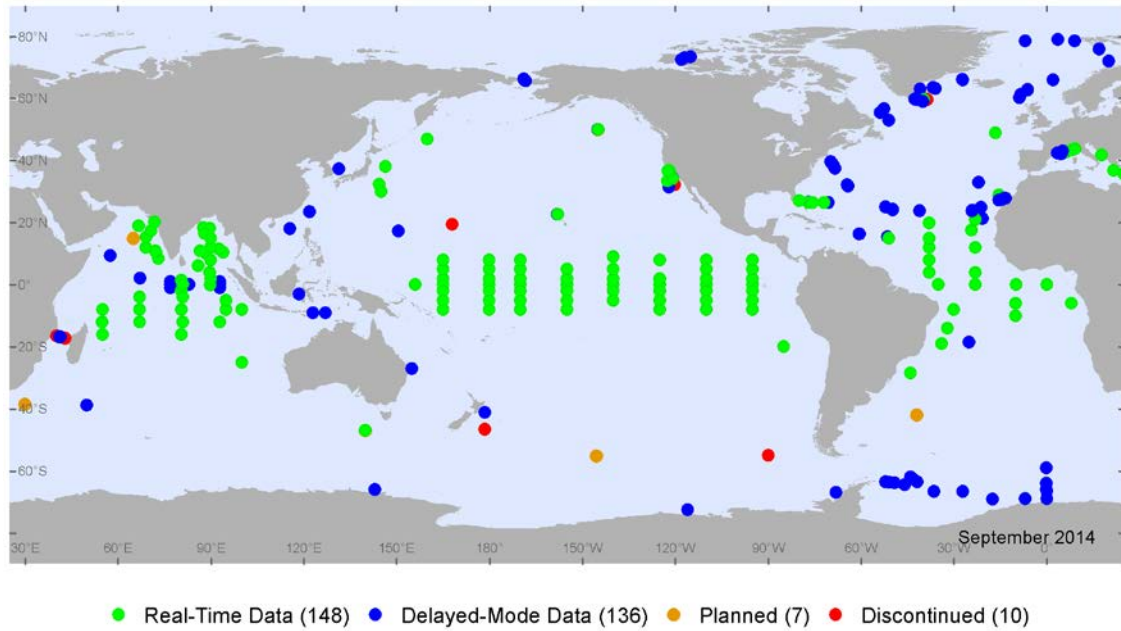 80°N
60°N
40°N
20°N
0°
20°S
40°S
60°S
September 2014
30°E 60°E 90°E 120°E 150°E 180° 150°W 120°W 90°W 60°W 30°W 0°
Real-Time Data (148) Delayed-Mode Data (136) Planned (7) Discontinued (10)